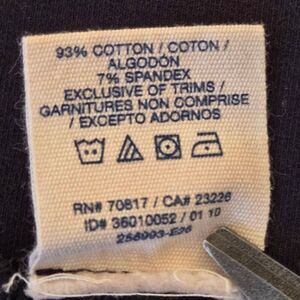 93% COTTON / COTON /
ALGODÓN
7% SPANDEX
EXCLUSIVE OF TRIMS /
GARNITURES NON COMPRISE
/ EXCEPTO ADORNOS
RN# 70817 / CA# 23226
ID# 36010052 / 01 10
256993-E26